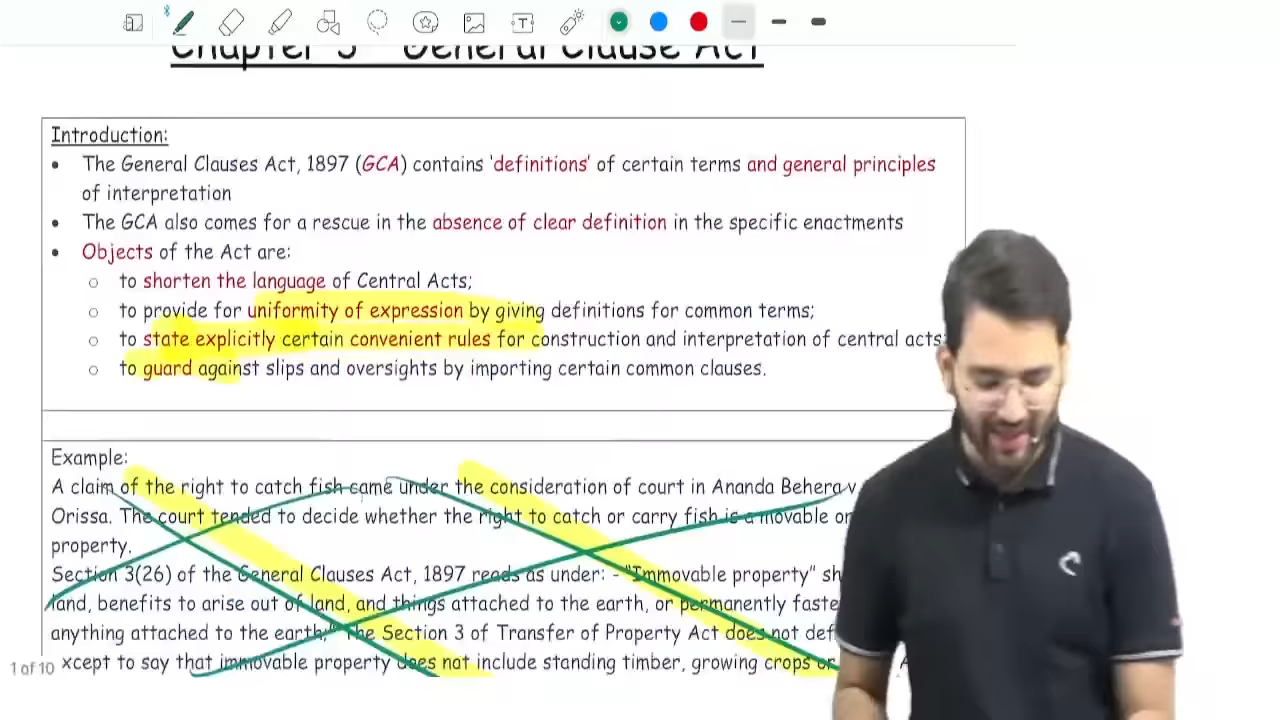 Chapter 3 General Clause Act
Introduction:
• The General Clauses Act, 1897 (GCA) contains ‘definitions’ of certain terms and general principles
of interpretation
• The GCA also comes for a rescue in the absence of clear definition in the specific enactments
• Objects of the Act are:
o to shorten the language of Central Acts;
o to provide for uniformity of expression by giving definitions for common terms;
o to state explicitly certain convenient rules for construction and interpretation of central acts;
o to guard against slips and oversights by importing certain common clauses.
Example:
A claim of the right to catch fish came under the consideration of court in Ananda Behera v.
Orissa. The court tended to decide whether the right to catch or carry fish is a movable or
property.
Section 3(26) of the General Clauses Act, 1897 reads as under: - “Immovable property”
land, benefits to arise out of land, and things attached to the earth, or permanently
anything attached to the earth;” The Section 3 of Transfer of Property Act does not
xcept to say that immovable property does not include standing timber, growing crops or
1 of 10